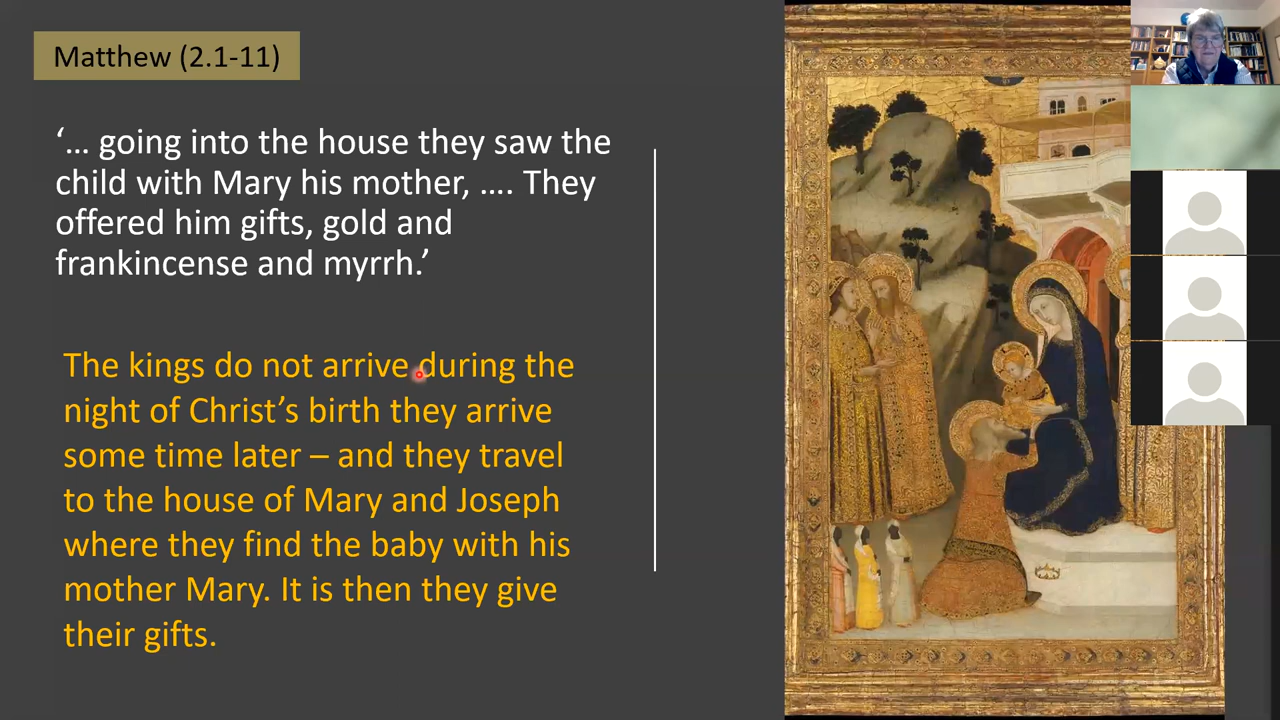 Matthew (2.1-11)
‘… going into the house they saw the
child with Mary his mother, …. They
offered him gifts, gold and
frankincense and myrrh.’
The kings do not arrive during the
night of Christ’s birth they arrive
some time later – and they travel
to the house of Mary and Joseph
where they find the baby with his
mother Mary. It is then they give
their gifts.